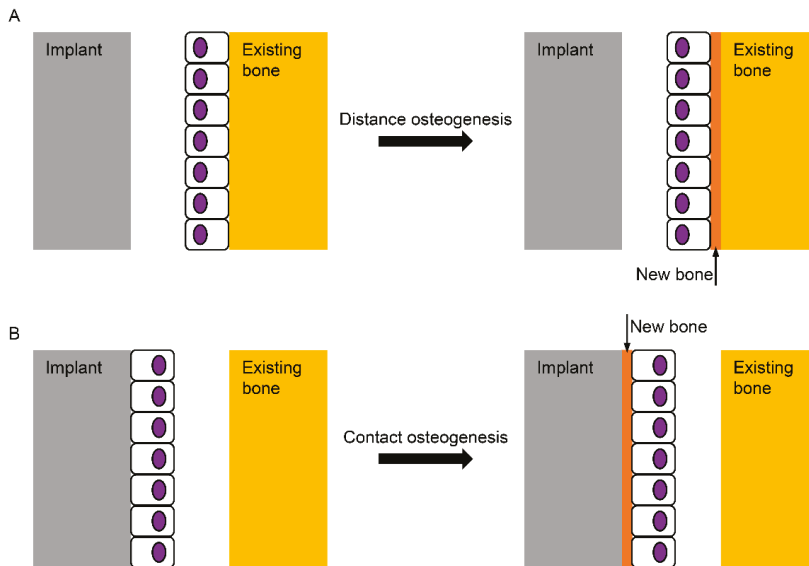 A
Implant
Existing
bone
Distance osteogenesis
Implant
Existing
bone
New bone
B
Implant
Existing
bone
Contact osteogenesis
New bone
Implant
Existing
bone